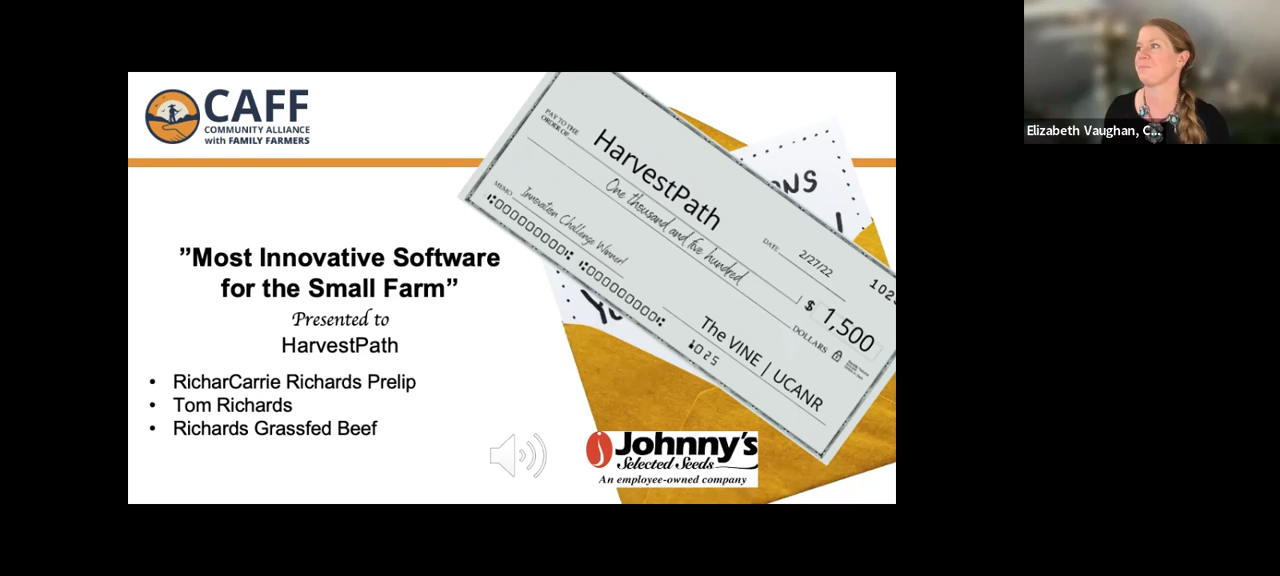 CAFF
COMMUNITY ALLIANCE
with FAMILY FARMERS
”Most Innovative Software
for the Small Farm”
Presented to
HarvestPath
• RicharCarrie Richards Prelip
• Tom Richards
• Richards Grassfed Beef
PAY TO THE
ORDER OF
HarvestPath
One thousand and five hundred
DATE 2/27/22
$ 1,500
DOLLARS
MEMO Innovation Challenge Winner!
⑆000000000⑆ ⑆000000000⑆
1025
The VINE | UCANR
Johnny's
Selected Seeds
An employee-owned company
Elizabeth Vaughan, C...